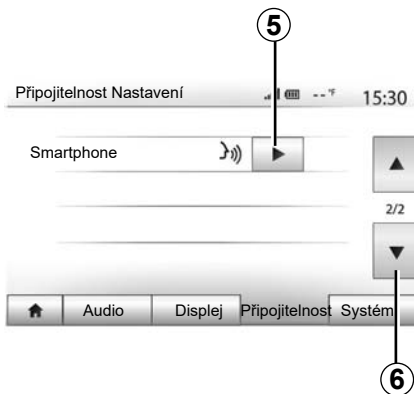 5
Připojitelnost Nastavení --°F 15:30
Smartphone
2/2
Audio Displej Připojitelnost Systém
6